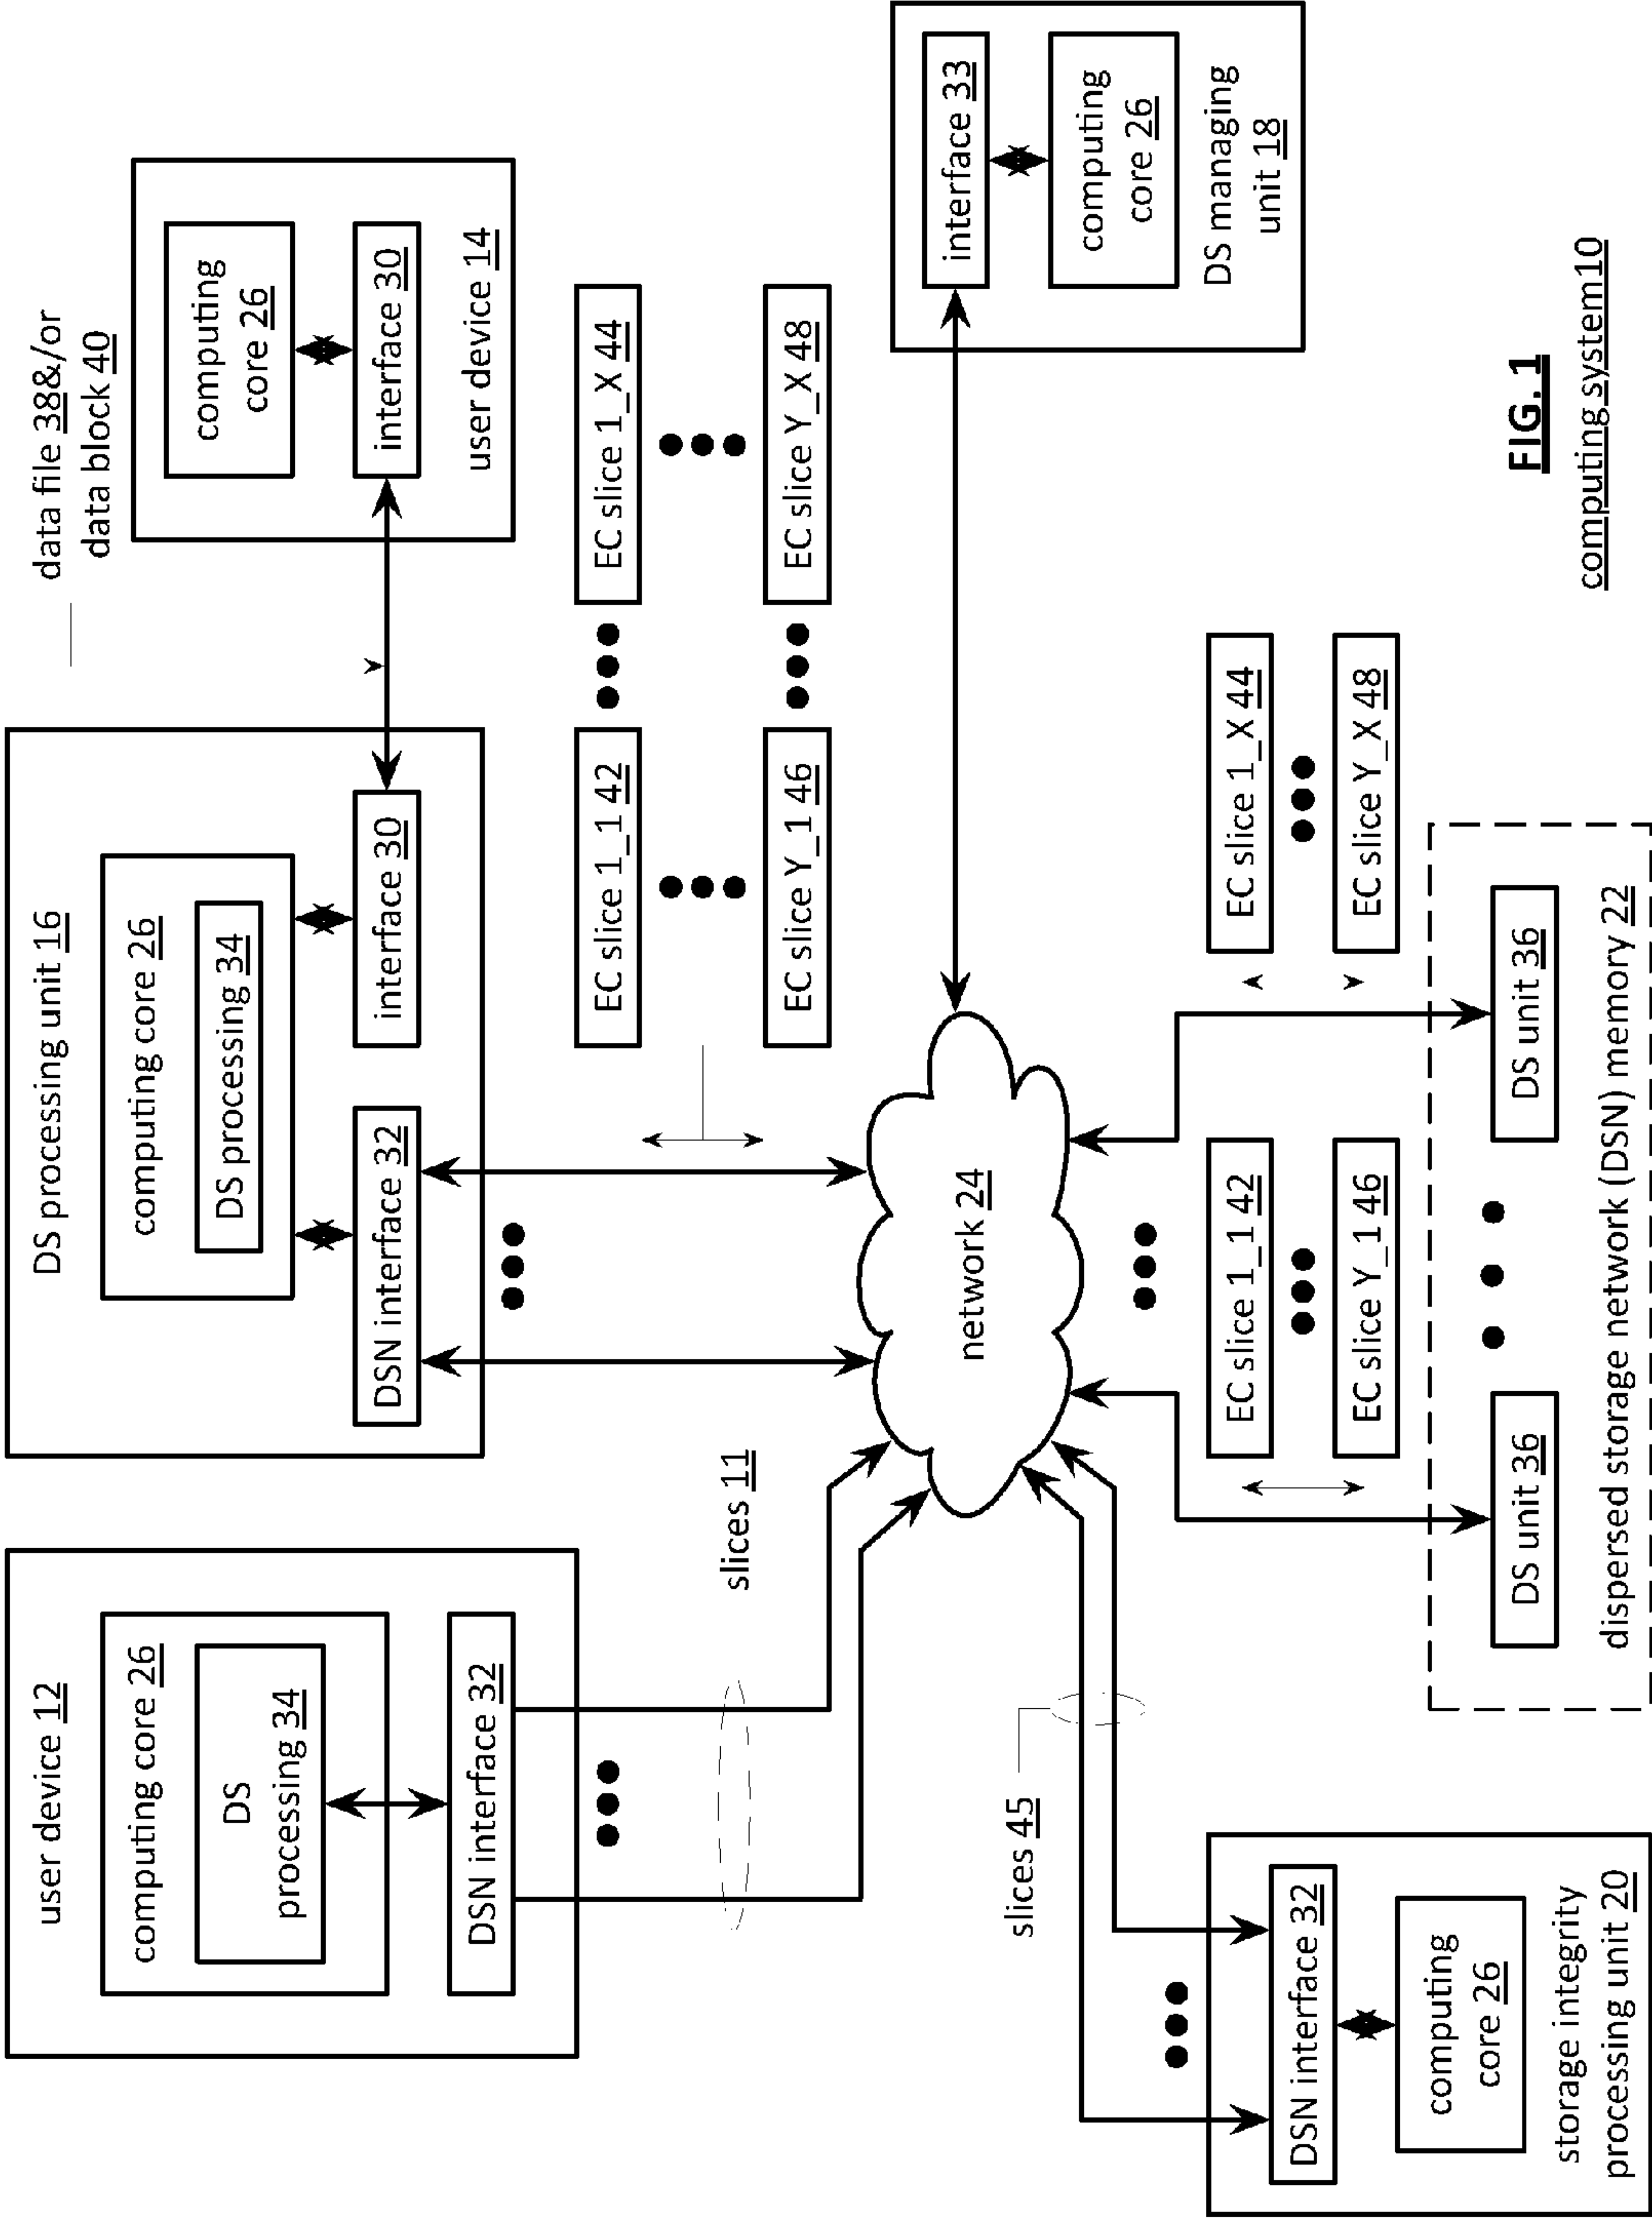 user device 12
computing core 26
DS
processing 34
DSN interface 32
slices 11
DS processing unit 16
computing core 26
DS processing 34
DSN interface 32
interface 30
data file 38&/or
data block 40
computing
core 26
interface 30
user device 14
EC slice 1_1 42
EC slice 1_X 44
EC slice Y_1 46
EC slice Y_X 48
network 24
interface 33
computing
core 26
DS managing
unit 18
slices 45
DSN interface 32
computing
core 26
storage integrity
processing unit 20
EC slice 1_1 42
EC slice 1_X 44
EC slice Y_1 46
EC slice Y_X 48
DS unit 36
DS unit 36
dispersed storage network (DSN) memory 22
FIG. 1
computing system10